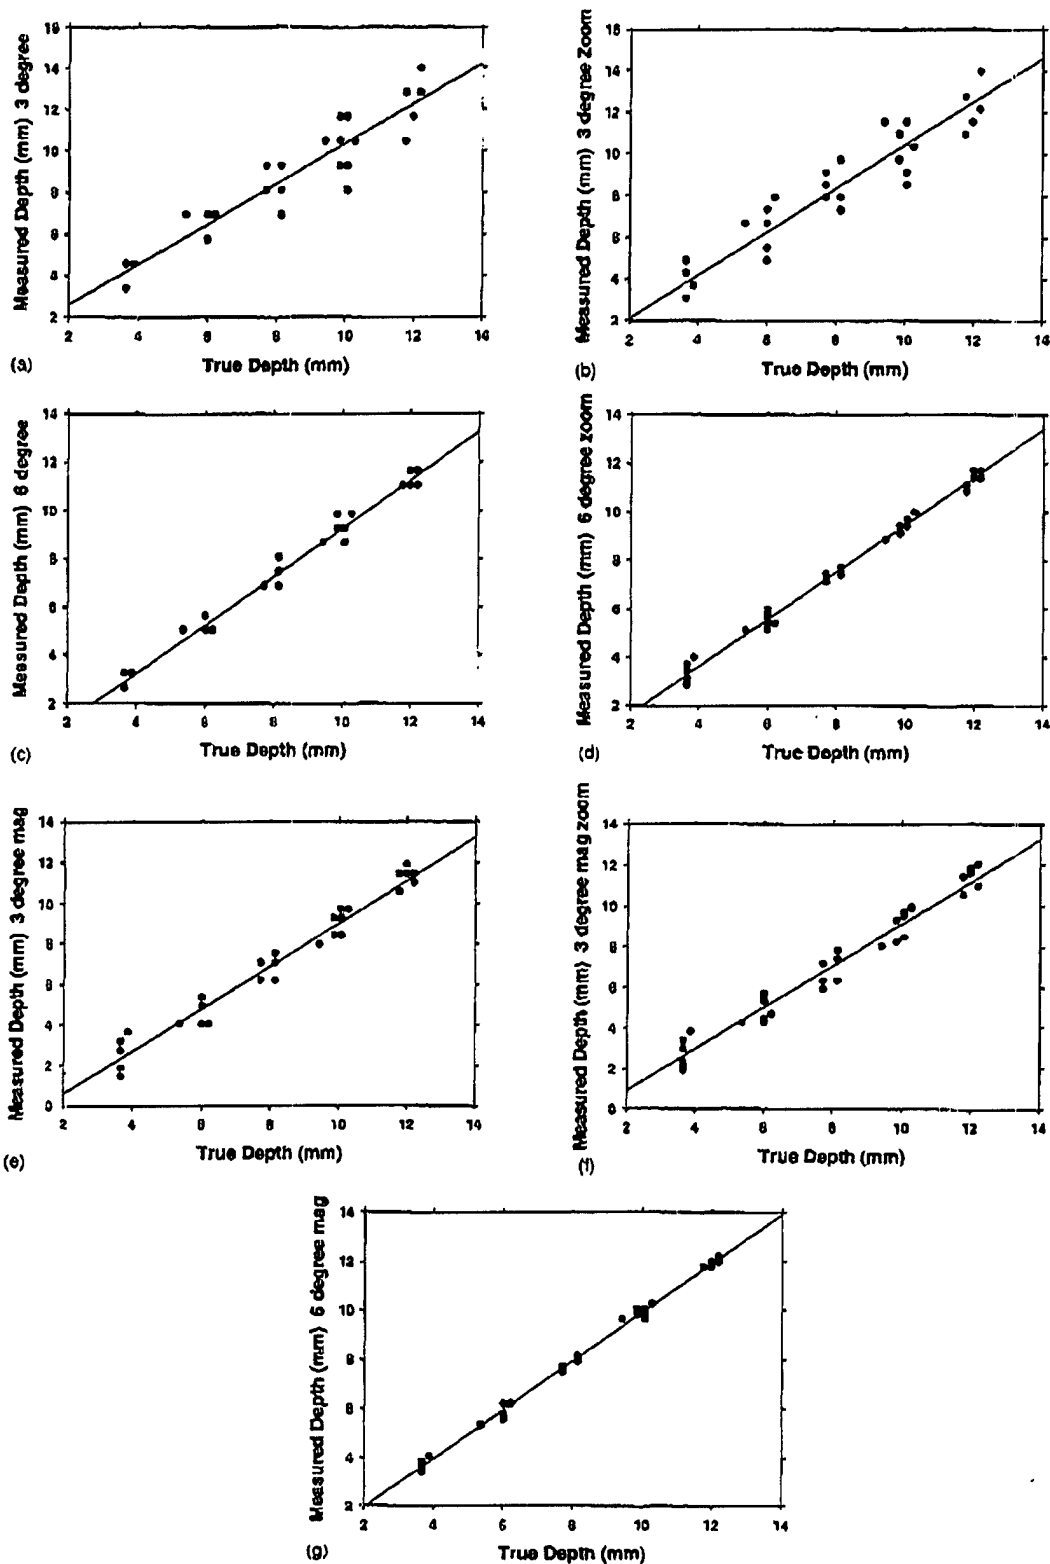 Measured Depth (mm) 3 degree
16
14
12
10
8
6
4
2
2 4 6 8 10 12 14
True Depth (mm)
(a)
Measured Depth (mm) 3 degree Zoom
16
14
12
10
8
6
4
2
2 4 6 8 10 12 14
True Depth (mm)
(b)
Measured Depth (mm) 6 degree
14
12
10
8
6
4
2
2 4 6 8 10 12 14
True Depth (mm)
(c)
Measured Depth (mm) 6 degree zoom
14
12
10
8
6
4
2
2 4 6 8 10 12 14
True Depth (mm)
(d)
Measured Depth (mm) 3 degree mag
14
12
10
8
6
4
2
0
2 4 6 8 10 12 14
True Depth (mm)
(e)
Measured Depth (mm) 3 degree mag zoom
14
12
10
8
6
4
2
0
2 4 6 8 10 12 14
True Depth (mm)
(f)
Measured Depth (mm) 6 degree mag
14
12
10
8
6
4
2
2 4 6 8 10 12 14
True Depth (mm)
(g)